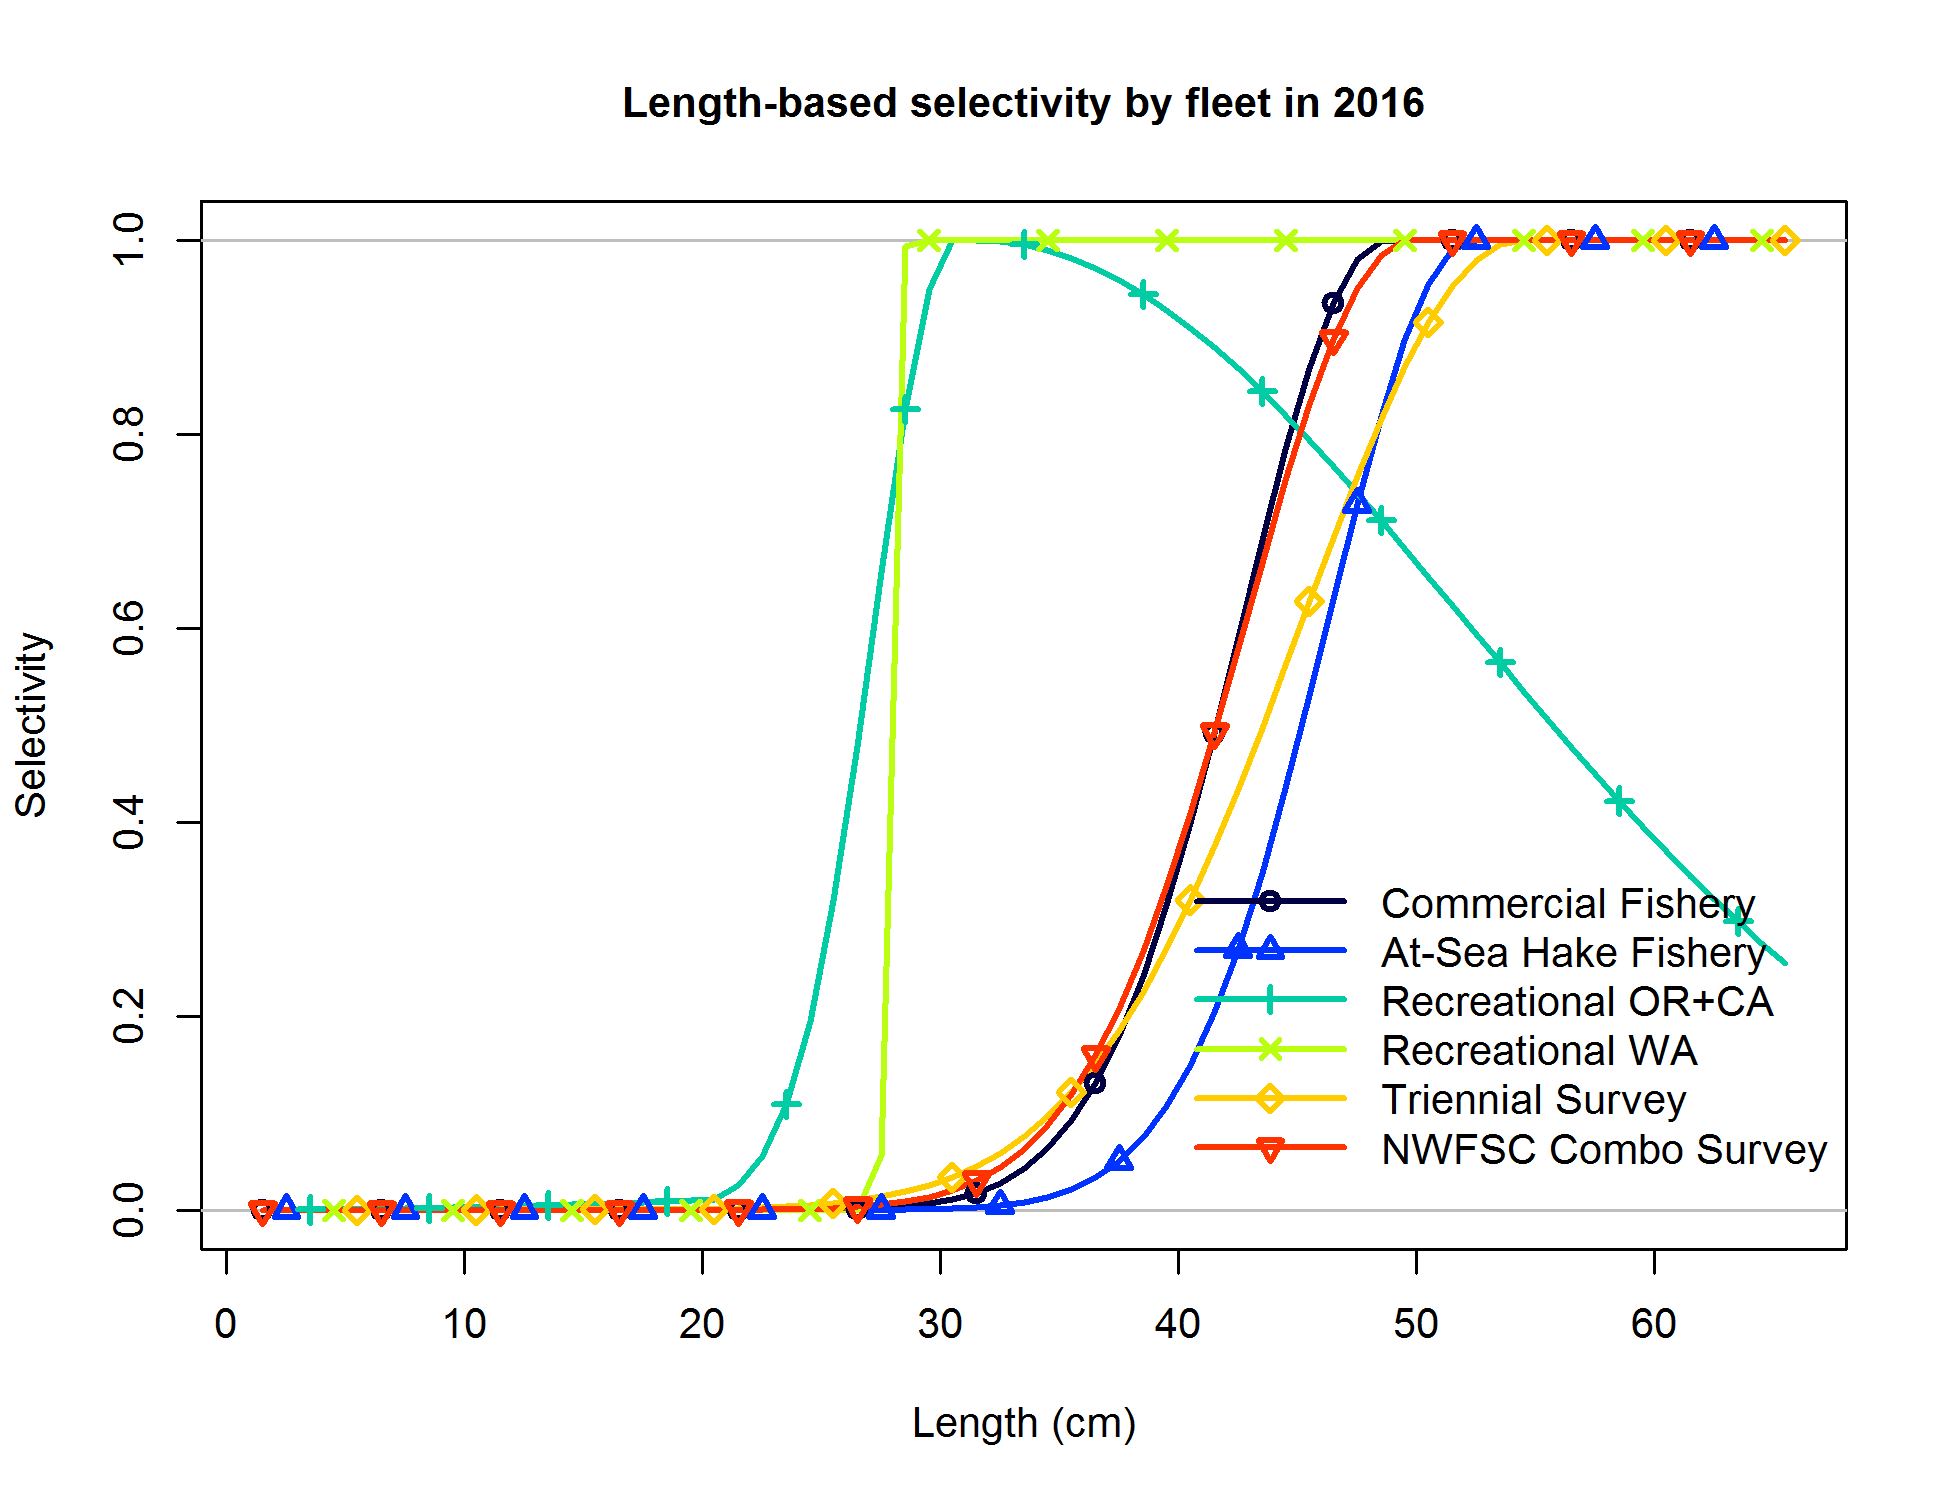 Length-based selectivity by fleet in 2016
Selectivity
1.0
0.8
0.6
0.4
0.2
0.0
Commercial Fishery
At-Sea Hake Fishery
Recreational OR+CA
Recreational WA
Triennial Survey
NWFSC Combo Survey
0 10 20 30 40 50 60
Length (cm)